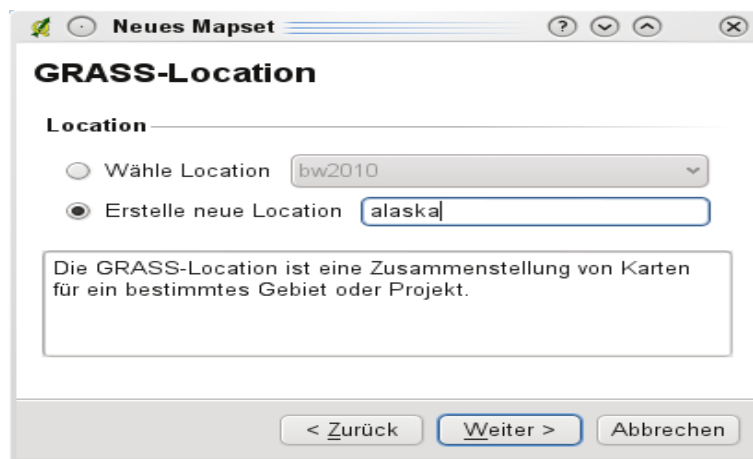 Neues Mapset
GRASS-Location
Location
Wähle Location bw2010
Erstelle neue Location alaska
Die GRASS-Location ist eine Zusammenstellung von Karten
für ein bestimmtes Gebiet oder Projekt.
< Zurück Weiter > Abbrechen